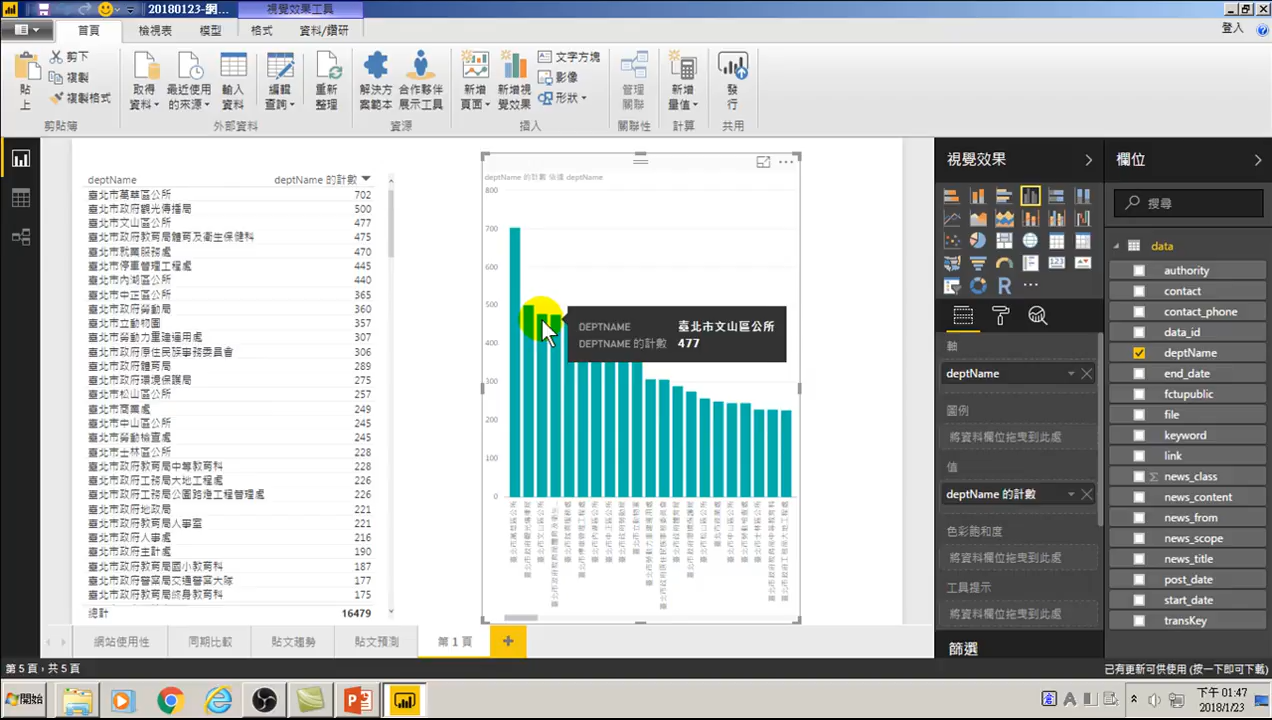 20180123-網...
視覺效果工具
首頁
檢視表
模型
格式
資料/鑽研
登入
貼上
剪下
複製
複製格式
剪貼簿
取得資料
最近使用的來源
輸入資料
編輯查詢
外部資料
重新整理
解決方案範本
合作夥伴展示工具
資源
新增頁面
新增視覺效果
文字方塊
影像
形狀
插入
管理關聯
關聯性
新增量值
計算
發行
共用
deptName deptName 的計數
臺北市萬華區公所 702
臺北市政府觀光傳播局 500
臺北市文山區公所 477
臺北市政府教育局體育及衛生保健科 475
臺北市就業服務處 470
臺北市停車管理工程處 445
臺北市內湖區公所 440
臺北市中正區公所 365
臺北市政府勞動局 360
臺北市立動物園 357
臺北市勞動力重建運用處 307
臺北市政府原住民族事務委員會 306
臺北市政府體育局 289
臺北市政府環境保護局 275
臺北市松山區公所 257
臺北市商業處 249
臺北市中山區公所 245
臺北市勞動檢查處 245
臺北市士林區公所 228
臺北市政府教育局中等教育科 228
臺北市政府工務局大地工程處 226
臺北市政府工務局公園路燈工程管理處 226
臺北市政府地政局 221
臺北市政府教育局人事室 221
臺北市政府人事處 216
臺北市政府主計處 190
臺北市政府教育局國小教育科 187
臺北市政府警察局交通警察大隊 177
臺北市政府教育局終身教育科 175
總計 16479
deptName 的計數 依據 deptName
800
700
600
500
400
300
200
100
0
DEPTNAME 臺北市文山區公所
DEPTNAME 的計數 477
視覺效果
軸
deptName
圖例
將資料欄位拖曳到此處
值
deptName 的計數
色彩飽和度
將資料欄位拖曳到此處
工具提示
將資料欄位拖曳到此處
篩選
欄位
搜尋
data
authority
contact
contact_phone
data_id
deptName
end_date
fctupublic
file
keyword
link
Σ news_class
news_content
news_from
news_scope
news_title
post_date
start_date
transKey
網站使用性
同期比較
貼文趨勢
貼文預測
第 1 頁
第 5 頁，共 5 頁
已有更新可供使用 (按一下即可下載)
開始
下午 01:47
2018/1/23